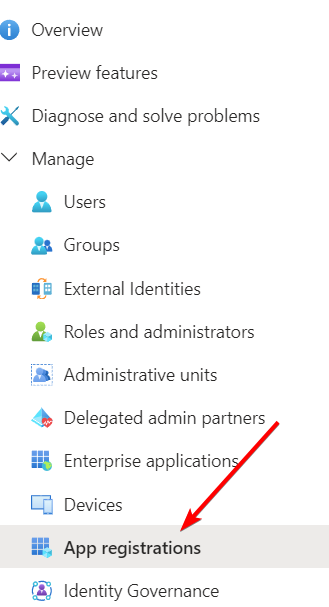 Overview
Preview features
Diagnose and solve problems
Manage
Users
Groups
External Identities
Roles and administrators
Administrative units
Delegated admin partners
Enterprise applications
Devices
App registrations
Identity Governance